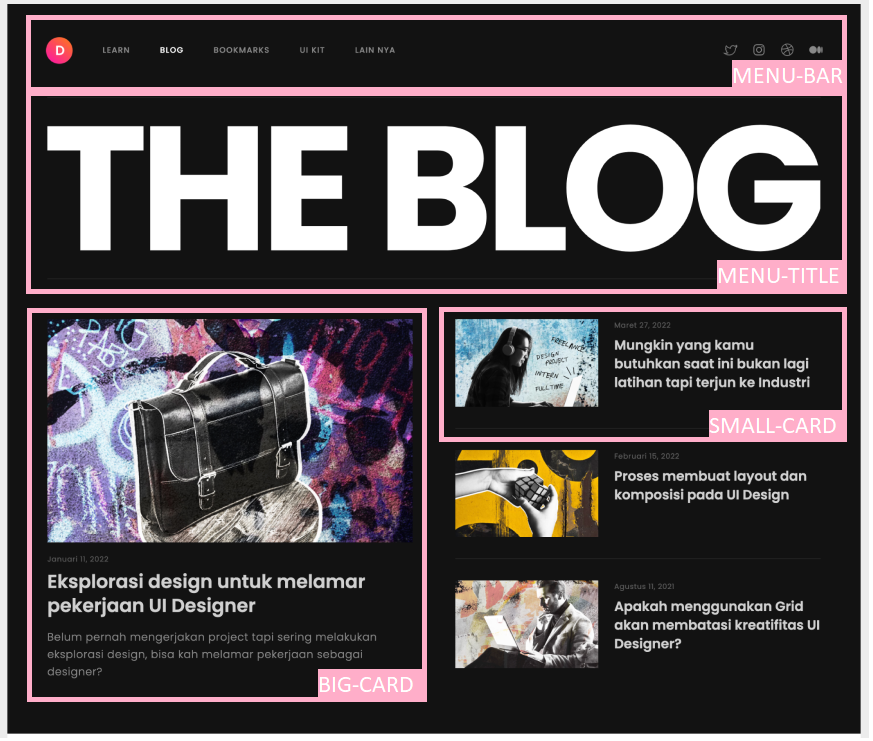 D LEARN BLOG BOOKMARKS UI KIT LAIN NYA
MENU-BAR
THE BLOG
MENU-TITLE
Januari 11, 2022
Eksplorasi design untuk melamar
pekerjaan UI Designer
Belum pernah mengerjakan project tapi sering melakukan
eksplorasi design, bisa kah melamar pekerjaan sebagai
designer?
BIG-CARD
FREELANCE
DESIGN
PROJECT
INTERN
FULLTIME
Maret 27, 2022
Mungkin yang kamu
butuhkan saat ini bukan lagi
latihan tapi terjun ke Industri
SMALL-CARD
Februari 15, 2022
Proses membuat layout dan
komposisi pada UI Design
Agustus 11, 2021
Apakah menggunakan Grid
akan membatasi kreatifitas UI
Designer?